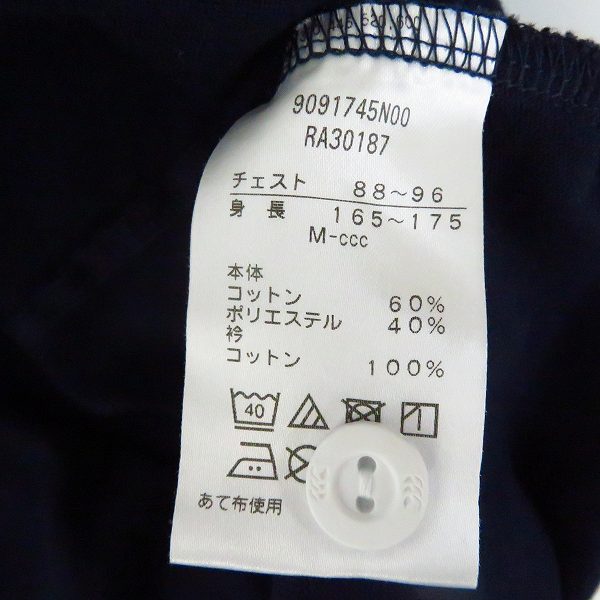 9091745N00
RA30187
チェスト 88～96
身長 165～175
M-ccc
本体
コットン 60%
ポリエステル 40%
衿
コットン 100%
40
あて布使用